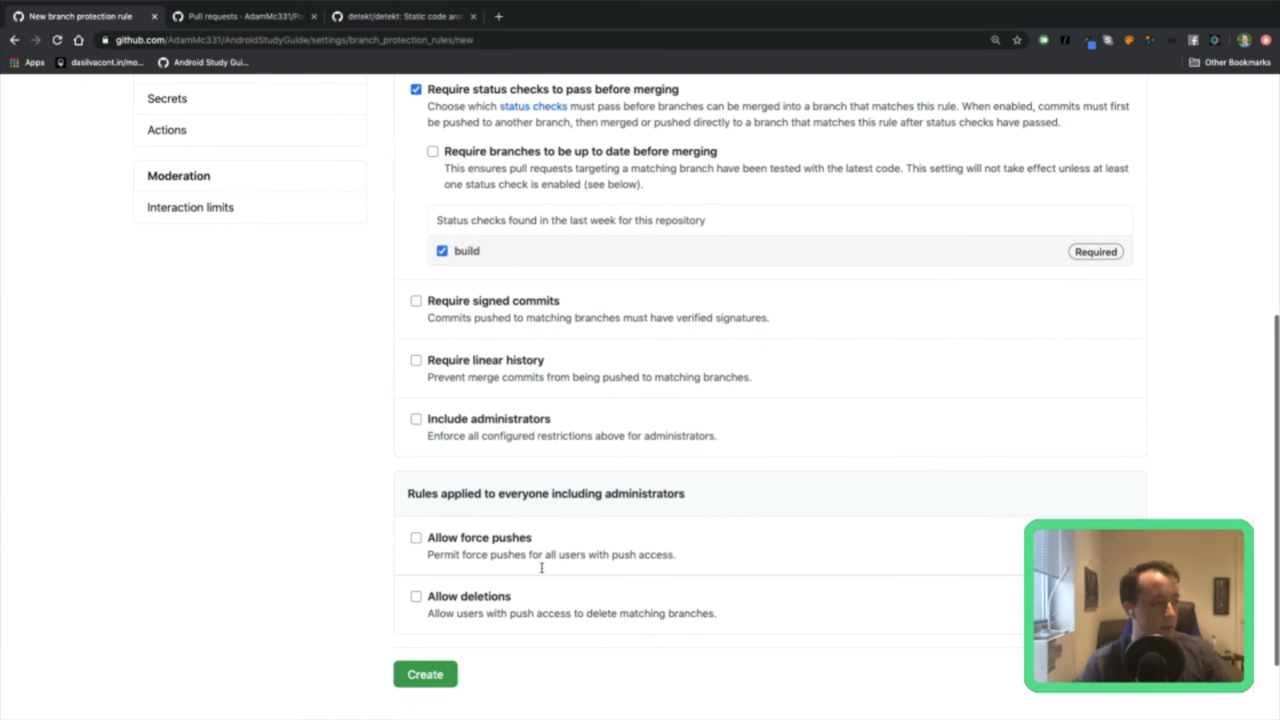 New branch protection rule
Pull requests · AdamMc331/
detekt/detekt: Static code an
github.com/AdamMc331/AndroidStudyGuide/settings/branch_protection_rules/new
Apps
dasilvacont.in/mo...
Android Study Gui...
Other Bookmarks
Secrets
Actions
Moderation
Interaction limits
Require status checks to pass before merging
Choose which status checks must pass before branches can be merged into a branch that matches this rule. When enabled, commits must first
be pushed to another branch, then merged or pushed directly to a branch that matches this rule after status checks have passed.
Require branches to be up to date before merging
This ensures pull requests targeting a matching branch have been tested with the latest code. This setting will not take effect unless at least
one status check is enabled (see below).
Status checks found in the last week for this repository
build
Required
Require signed commits
Commits pushed to matching branches must have verified signatures.
Require linear history
Prevent merge commits from being pushed to matching branches.
Include administrators
Enforce all configured restrictions above for administrators.
Rules applied to everyone including administrators
Allow force pushes
Permit force pushes for all users with push access.
Allow deletions
Allow users with push access to delete matching branches.
Create